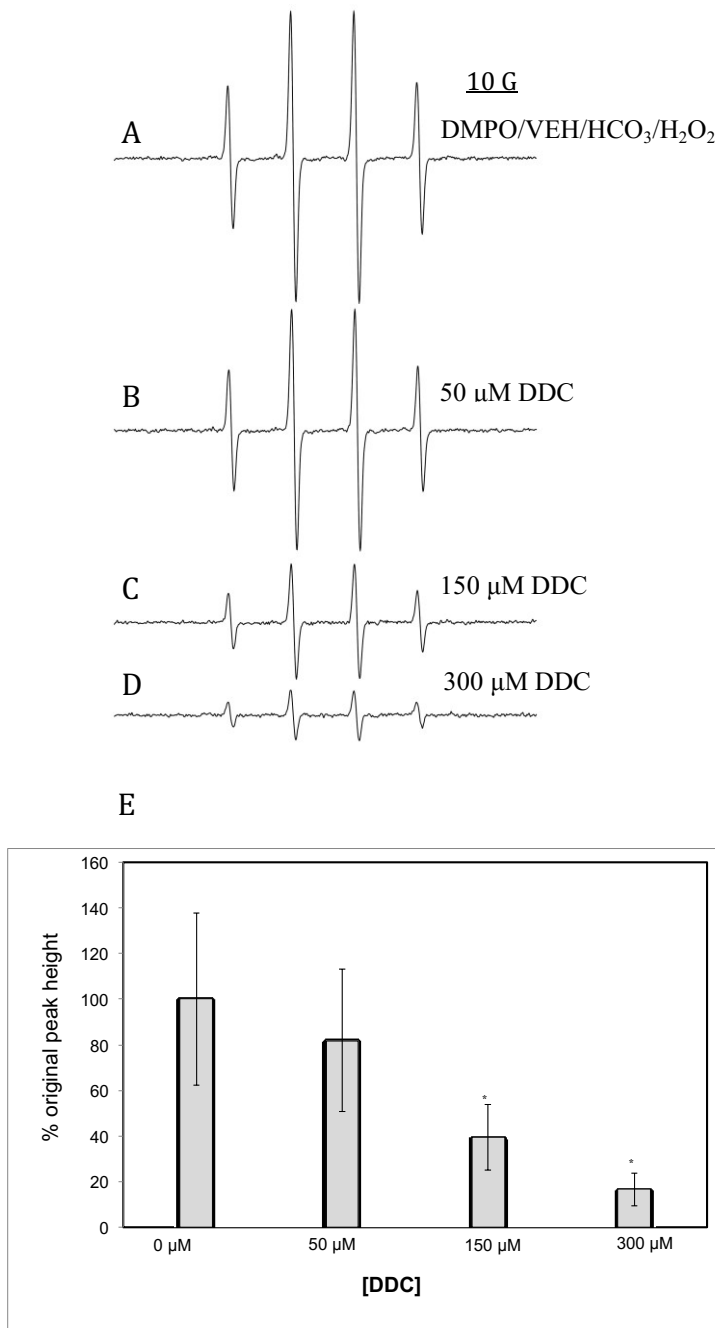 10 G
A
DMPO/VEH/HCO₃/H₂O₂
B
50 μM DDC
C
150 μM DDC
D
300 μM DDC
E
160
140
120
100
80
60
40
20
0
% original peak height
*
*
0 μM
50 μM
150 μM
300 μM
[DDC]